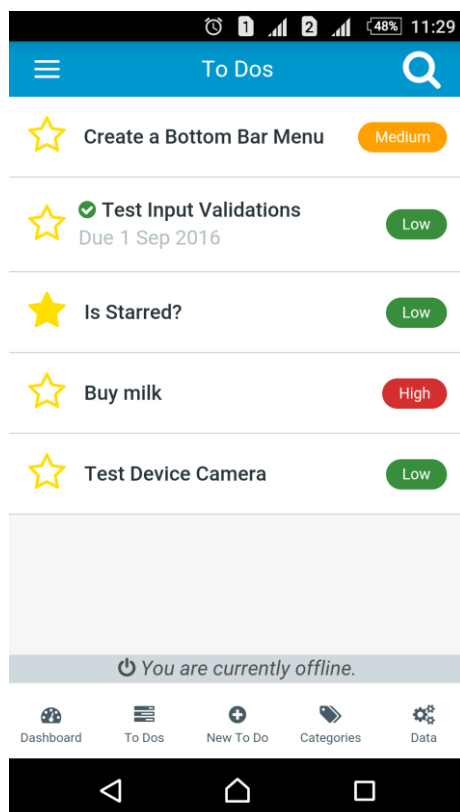 1 2 48% 11:29
To Dos
Create a Bottom Bar Menu Medium
Test Input Validations
Due 1 Sep 2016 Low
Is Starred? Low
Buy milk High
Test Device Camera Low
You are currently offline.
Dashboard To Dos New To Do Categories Data